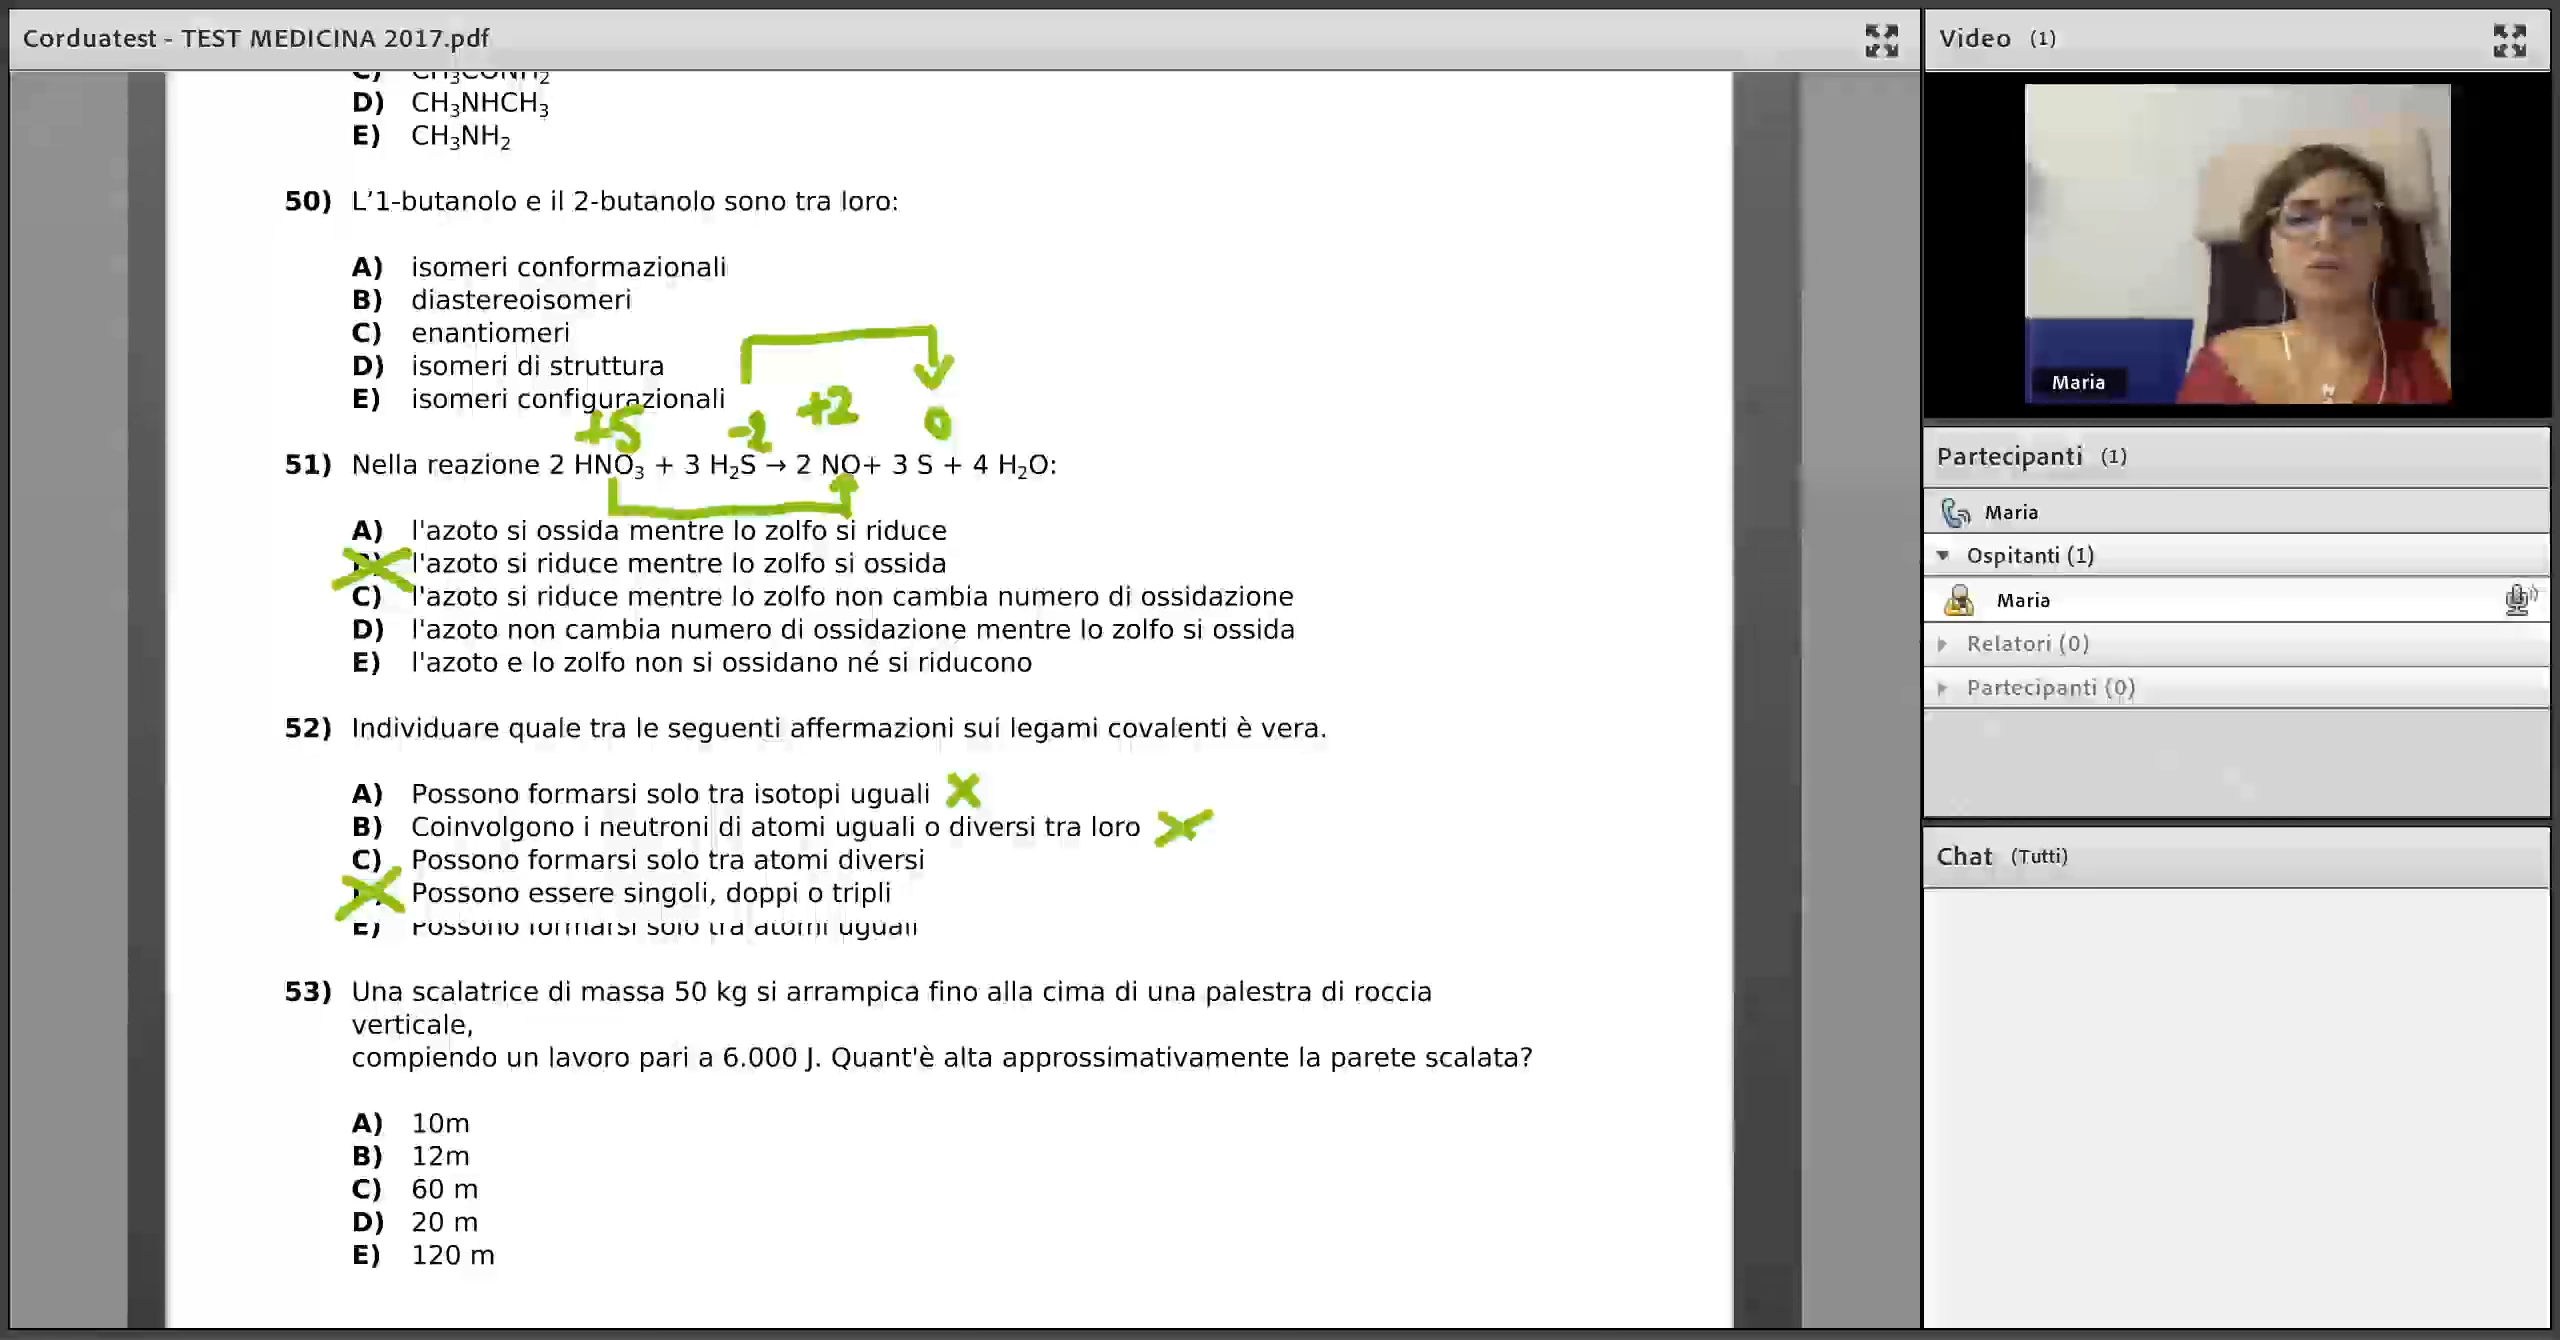 Corduatest - TEST MEDICINA 2017.pdf
C) CH₃CONH₂
D) CH₃NHCH₃
E) CH₃NH₂
50) L’1-butanolo e il 2-butanolo sono tra loro:
A) isomeri conformazionali
B) diastereoisomeri
C) enantiomeri
D) isomeri di struttura
E) isomeri configurazionali
+5 -2 +2 0
51) Nella reazione 2 HNO₃ + 3 H₂S → 2 NO+ 3 S + 4 H₂O:
A) l'azoto si ossida mentre lo zolfo si riduce
l'azoto si riduce mentre lo zolfo si ossida
C) l'azoto si riduce mentre lo zolfo non cambia numero di ossidazione
D) l'azoto non cambia numero di ossidazione mentre lo zolfo si ossida
E) l'azoto e lo zolfo non si ossidano né si riducono
52) Individuare quale tra le seguenti affermazioni sui legami covalenti è vera.
A) Possono formarsi solo tra isotopi uguali
B) Coinvolgono i neutroni di atomi uguali o diversi tra loro
C) Possono formarsi solo tra atomi diversi
Possono essere singoli, doppi o tripli
E) Possono formarsi solo tra atomi uguali
53) Una scalatrice di massa 50 kg si arrampica fino alla cima di una palestra di roccia
verticale,
compiendo un lavoro pari a 6.000 J. Quant'è alta approssimativamente la parete scalata?
A) 10m
B) 12m
C) 60 m
D) 20 m
E) 120 m
Video (1)
Maria
Partecipanti (1)
Maria
Ospitanti (1)
Maria
Relatori (0)
Partecipanti (0)
Chat (Tutti)